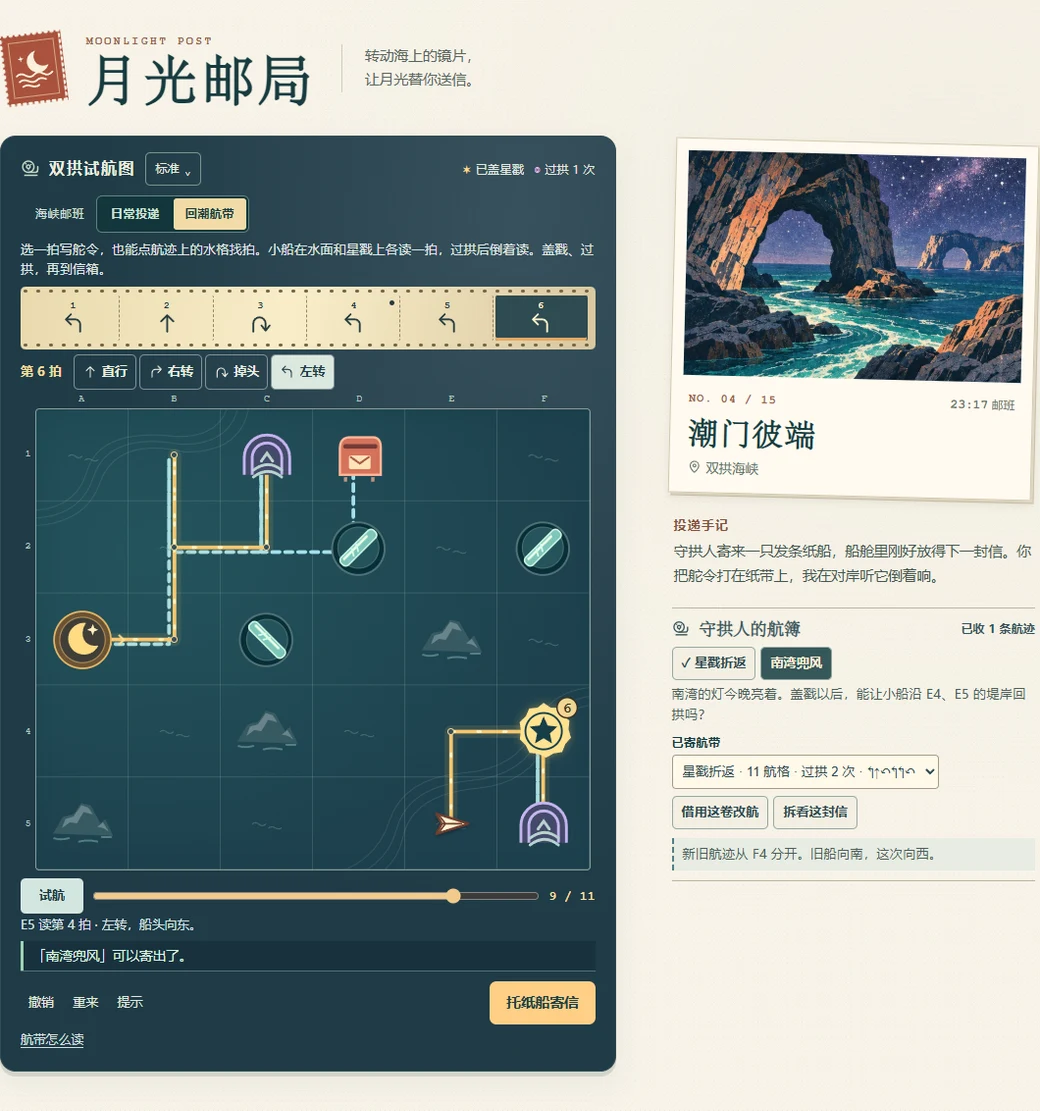 MOONLIGHT POST
月光邮局
转动海上的镜片，
让月光替你送信。
双拱试航图 标准
已盖星戳 过拱 1 次
海峡邮班 日常投递 回潮航带
选一拍写舵令，也能点航迹上的水格找拍。小船在水面和星戳上各读一拍，过拱后倒着读。盖戳、过
拱，再到信箱。
1 2 3 4 5 6
第 6 拍 直行 右转 掉头 左转
A B C D E F
1
2
3
4
6
5
试航 9 / 11
E5 读第 4 拍 · 左转，船头向东。
「南湾兜风」可以寄出了。
撤销 重来 提示 托纸船寄信
航带怎么读
NO. 04 / 15
23:17 邮班
潮门彼端
双拱海峡
投递手记
守拱人寄来一只发条纸船，船舱里刚好放得下一封信。你
把舵令打在纸带上，我在对岸听它倒着响。
守拱人的航簿 已收 1 条航迹
✓ 星戳折返 南湾兜风
南湾的灯今晚亮着。盖戳以后，能让小船沿 E4、E5 的堤岸回
拱吗？
已寄航带
星戳折返 · 11 航格 · 过拱 2 次 · ↰↑↶↰↰↶
借用这卷改航 拆看这封信
新旧航迹从 F4 分开。旧船向南，这次向西。